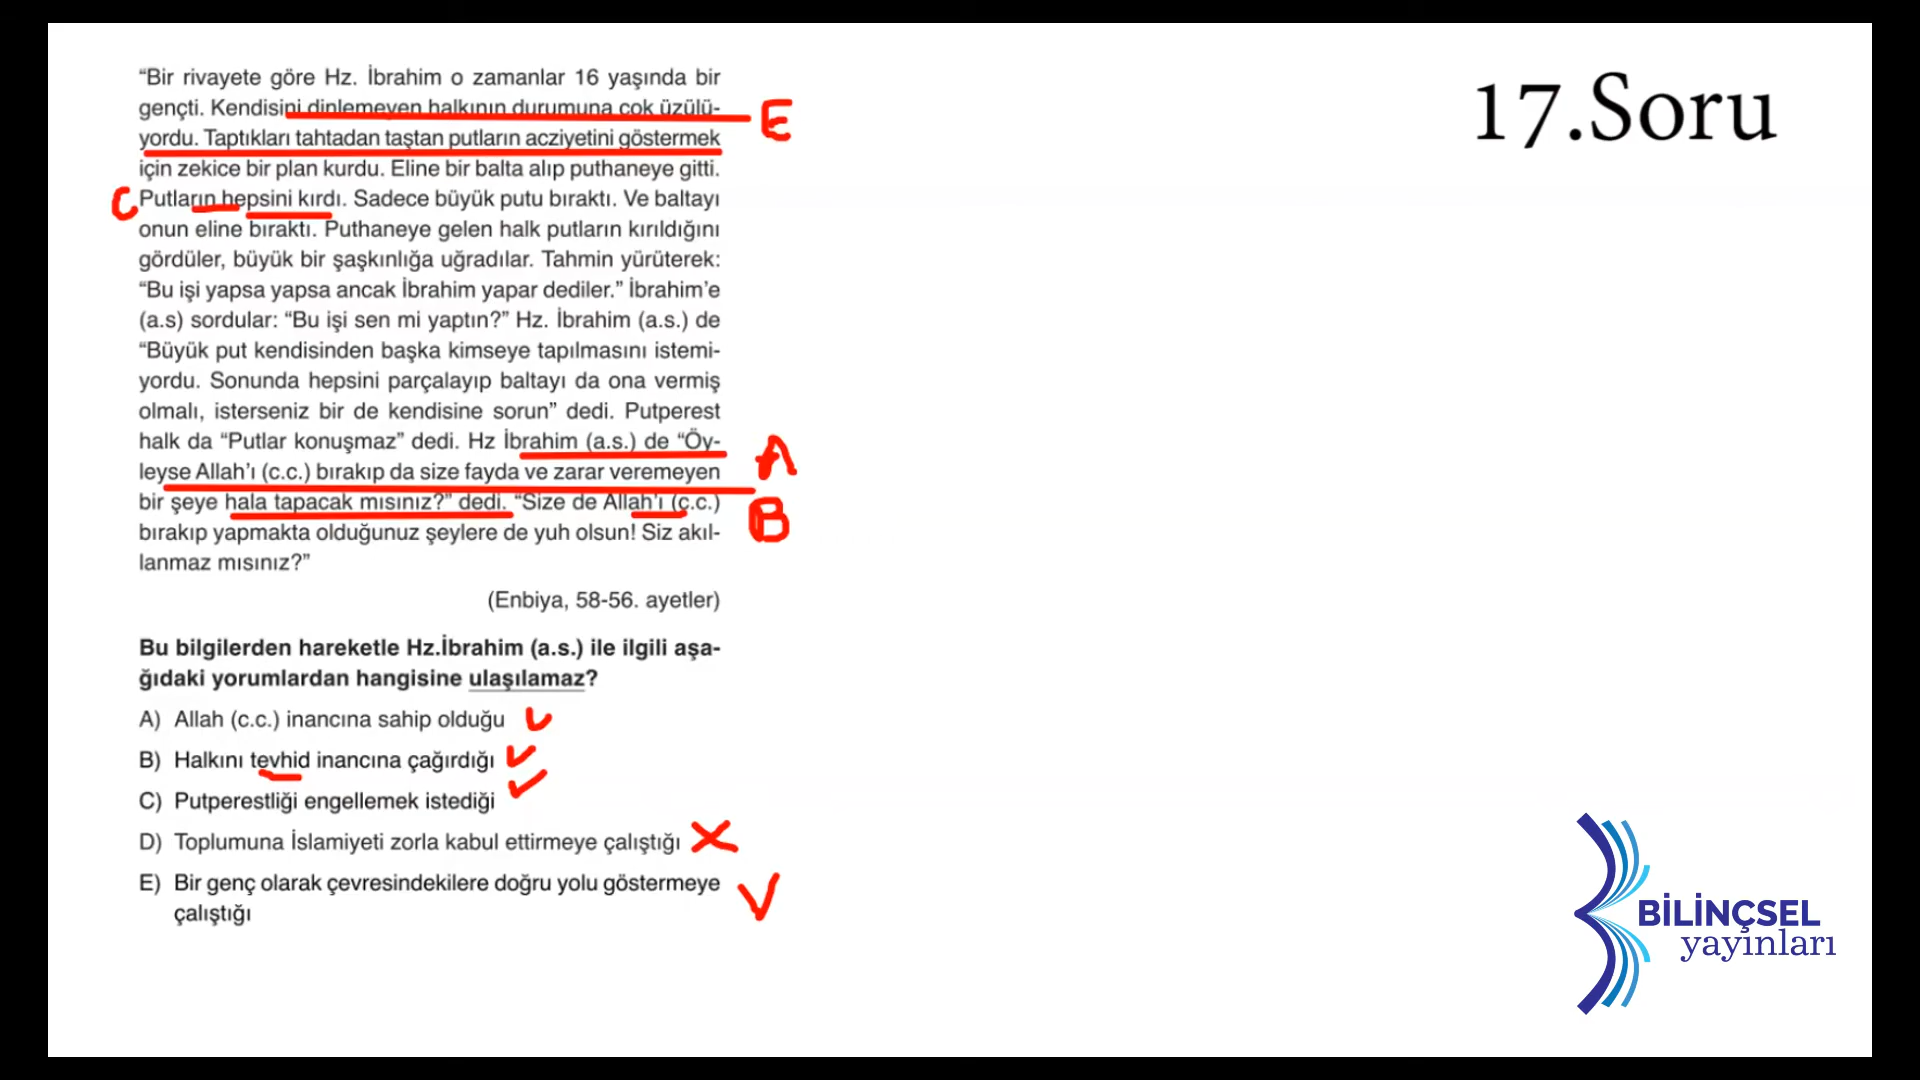 “Bir rivayete göre Hz. İbrahim o zamanlar 16 yaşında bir
gençti. Kendisini dinlemeyen halkının durumuna çok üzülü-
yordu. Taptıkları tahtadan taştan putların acziyetini göstermek
için zekice bir plan kurdu. Eline bir balta alıp puthaneye gitti.
Putların hepsini kırdı. Sadece büyük putu bıraktı. Ve baltayı
onun eline bıraktı. Puthaneye gelen halk putların kırıldığını
gördüler, büyük bir şaşkınlığa uğradılar. Tahmin yürüterek:
“Bu işi yapsa yapsa ancak İbrahim yapar dediler.” İbrahim’e
(a.s) sordular: “Bu işi sen mi yaptın?” Hz. İbrahim (a.s.) de
“Büyük put kendisinden başka kimseye tapılmasını istemi-
yordu. Sonunda hepsini parçalayıp baltayı da ona vermiş
olmalı, isterseniz bir de kendisine sorun” dedi. Putperest
halk da “Putlar konuşmaz” dedi. Hz İbrahim (a.s.) de “Öy-
leyse Allah’ı (c.c.) bırakıp da size fayda ve zarar veremeyen
bir şeye hala tapacak mısınız?” dedi. “Size de Allah’ı (c.c.)
bırakıp yapmakta olduğunuz şeylere de yuh olsun! Siz akıl-
lanmaz mısınız?”
(Enbiya, 58-56. ayetler)
Bu bilgilerden hareketle Hz.İbrahim (a.s.) ile ilgili aşa-
ğıdaki yorumlardan hangisine ulaşılamaz?
A) Allah (c.c.) inancına sahip olduğu
B) Halkını tevhid inancına çağırdığı
C) Putperestliği engellemek istediği
D) Toplumuna İslamiyeti zorla kabul ettirmeye çalıştığı
E) Bir genç olarak çevresindekilere doğru yolu göstermeye
çalıştığı
E
C
A
B
17.Soru
BİLİNÇSEL
yayınları